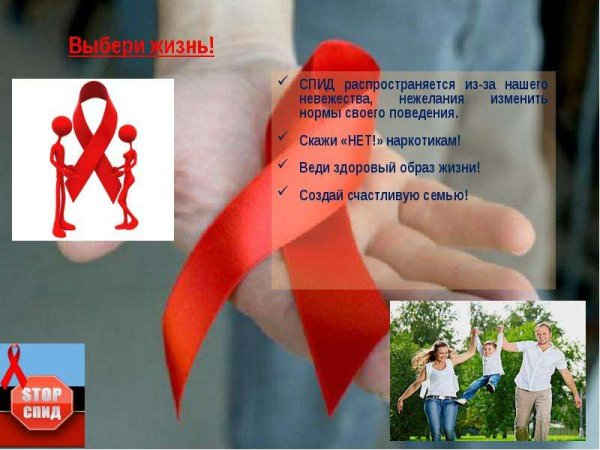 Выбери жизнь!
СПИД распространяется из-за нашего
невежества, нежелания изменить
нормы своего поведения.
Скажи «НЕТ!» наркотикам!
Веди здоровый образ жизни!
Создай счастливую семью!
STOP
СПИД